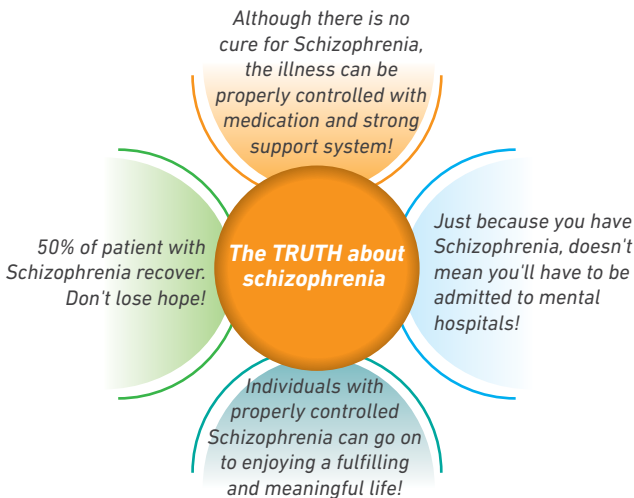 Although there is no
cure for Schizophrenia,
the illness can be
properly controlled with
medication and strong
support system!
50% of patient with
Schizophrenia recover.
Don't lose hope!
The TRUTH about
schizophrenia
Just because you have
Schizophrenia, doesn't
mean you'll have to be
admitted to mental
hospitals!
Individuals with
properly controlled
Schizophrenia can go on
to enjoying a fulfilling
and meaningful life!